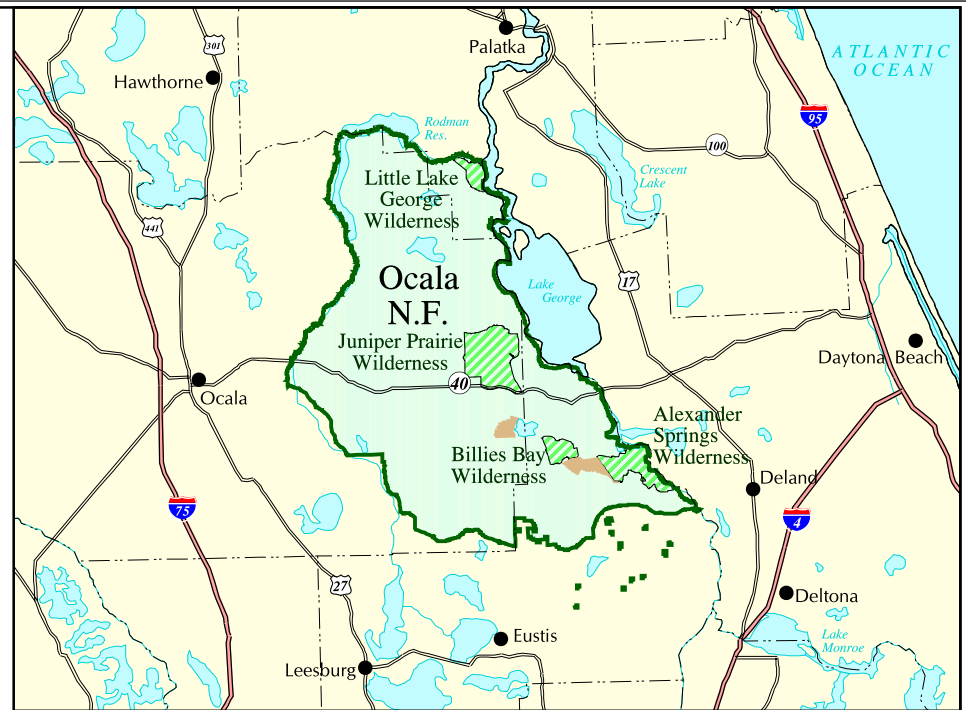 Palatka
ATLANTIC
OCEAN
301
Hawthorne
95
Rodman
Res.
100
Little Lake
George
Wilderness
Crescent
Lake
441
Ocala
N.F.
Lake
George
17
Juniper Prairie
Wilderness
Daytona Beach
40
Ocala
Alexander
Springs
Wilderness
Billies Bay
Wilderness
Deland
75
4
27
Deltona
Eustis
Lake
Monroe
Leesburg